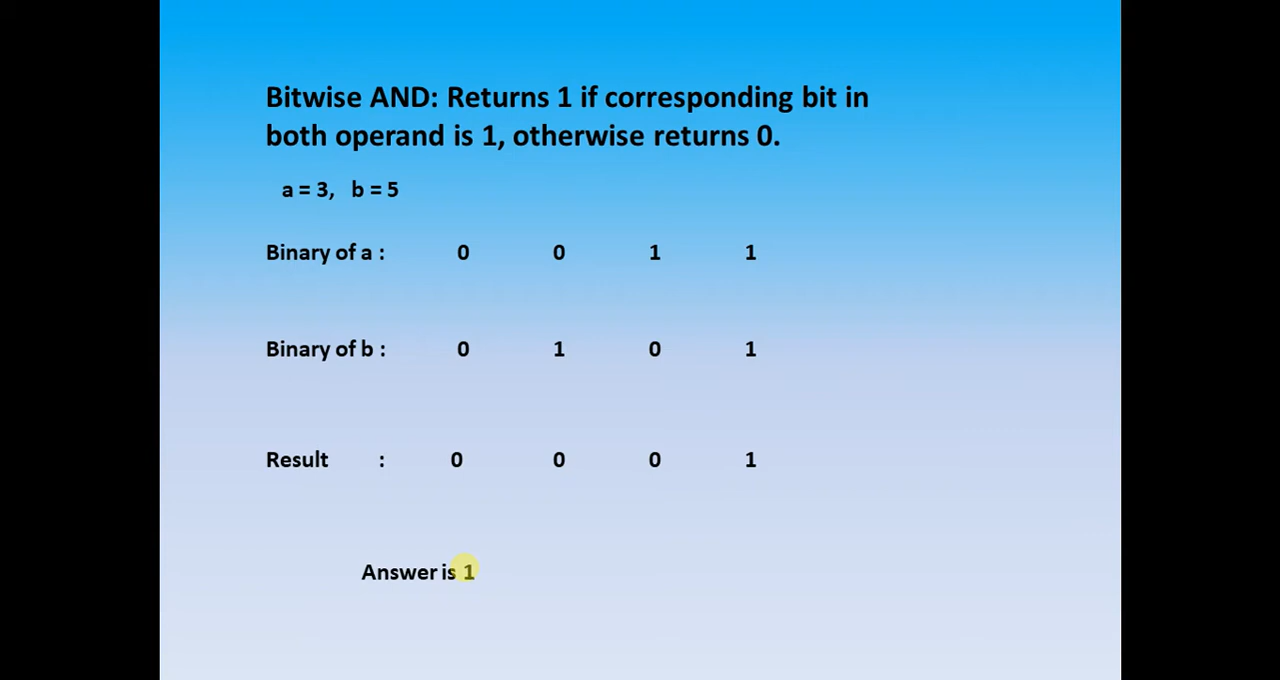 Bitwise AND: Returns 1 if corresponding bit in
both operand is 1, otherwise returns 0.
a = 3, b = 5
Binary of a : 0 0 1 1
Binary of b : 0 1 0 1
Result : 0 0 0 1
Answer is 1